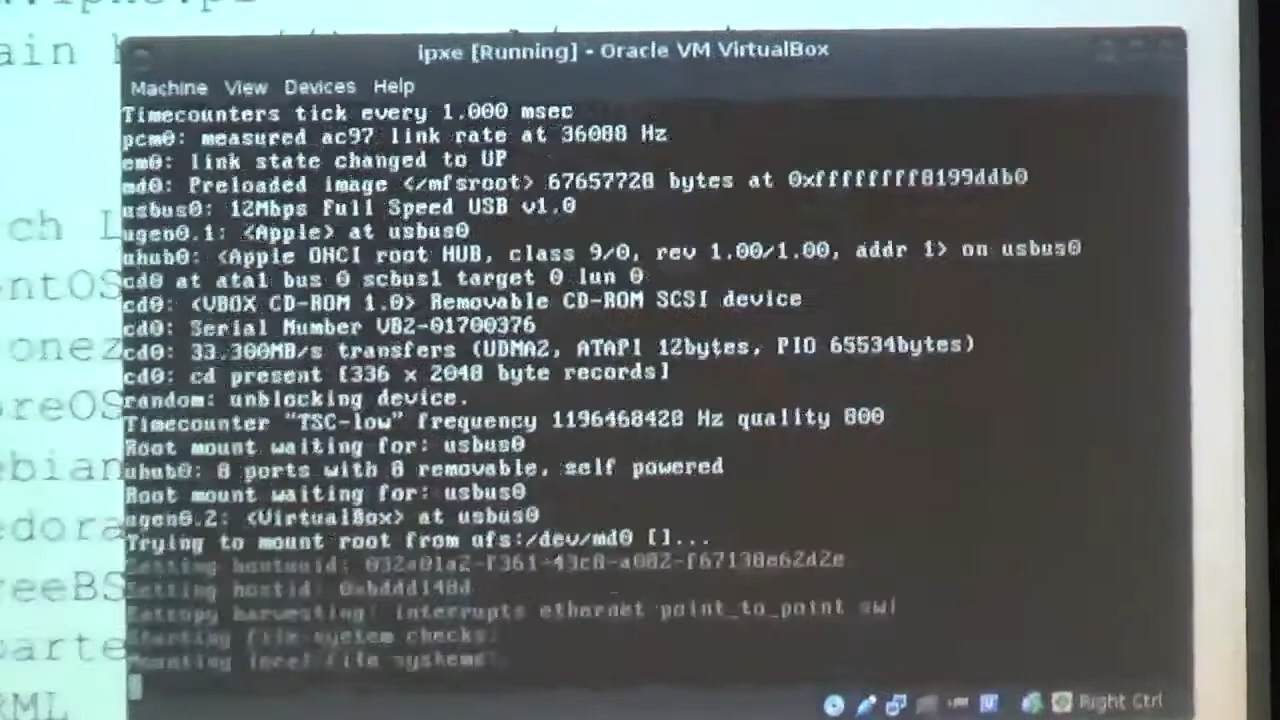 ain h
ipxe [Running] - Oracle VM VirtualBox
Machine View Devices Help
Timecounters tick every 1.000 msec
pcm0: measured ac97 link rate at 36088 Hz
em0: link state changed to UP
md0: Preloaded image </mfsroot> 67657728 bytes at 0xffffffff8199ddb0
usbus0: 12Mbps Full Speed USB v1.0
ugen0.1: <Apple> at usbus0
uhub0: <Apple OHCI root HUB, class 9/0, rev 1.00/1.00, addr 1> on usbus0
cd0 at ata1 bus 0 scbus1 target 0 lun 0
cd0: <VBOX CD-ROM 1.0> Removable CD-ROM SCSI device
cd0: Serial Number VB2-01700376
cd0: 33.300MB/s transfers (UDMA2, ATAPI 12bytes, PIO 65534bytes)
cd0: cd present [336 x 2048 byte records]
random: unblocking device.
Timecounter "TSC-low" frequency 1196468428 Hz quality 800
Root mount waiting for: usbus0
uhub0: 8 ports with 8 removable, self powered
Root mount waiting for: usbus0
ugen0.2: <VirtualBox> at usbus0
Trying to mount root from ufs:/dev/md0 []...
Setting hostuuid: 032a01a2-f361-43c8-a082-f67138e62d2e
Setting hostid: 0xbddd148d
Entropy harvesting: interrupts ethernet point_to_point swi
Starting file system checks:
Mounting local file systems:
Right Ctrl
ch L
entOS
onez
oreOS
ebian
edora
reeBS
parte
RML